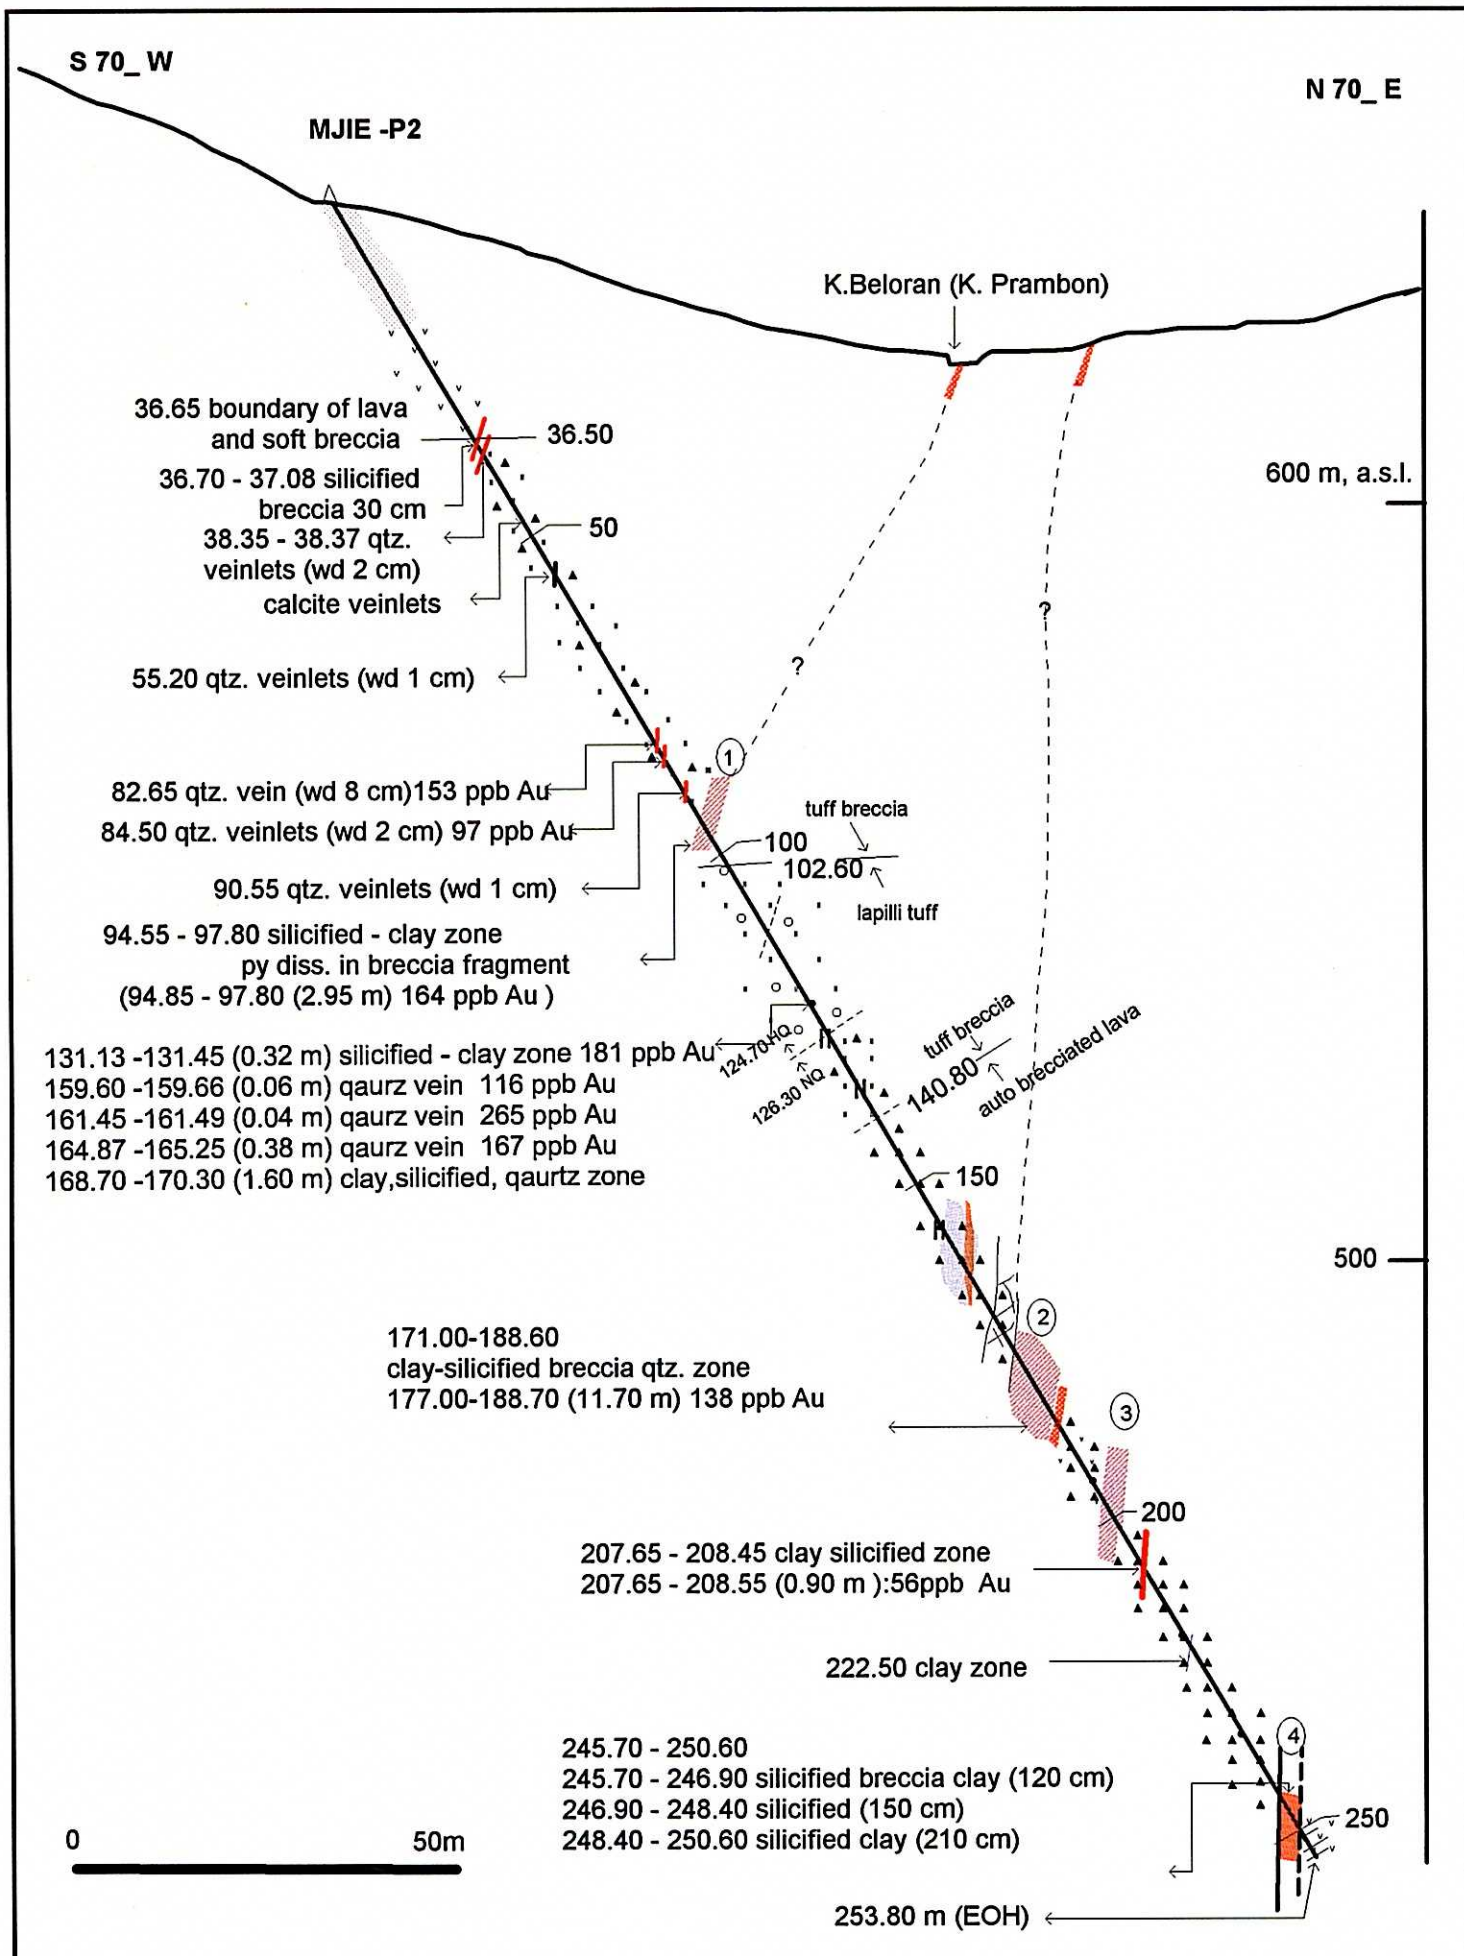 S 70_ W
N 70_ E
MJIE -P2
K.Beloran (K. Prambon)
36.65 boundary of lava
and soft breccia
36.50
600 m, a.s.l.
36.70 - 37.08 silicified
breccia 30 cm
38.35 - 38.37 qtz.
veinlets (wd 2 cm)
50
calcite veinlets
?
?
55.20 qtz. veinlets (wd 1 cm)
1
82.65 qtz. vein (wd 8 cm)153 ppb Au
84.50 qtz. veinlets (wd 2 cm) 97 ppb Au
tuff breccia
100
102.60
lapilli tuff
90.55 qtz. veinlets (wd 1 cm)
94.55 - 97.80 silicified - clay zone
py diss. in breccia fragment
(94.85 - 97.80 (2.95 m) 164 ppb Au )
124.70 HQ
126.30 NQ
tuff breccia
140.80
auto brecciated lava
131.13 -131.45 (0.32 m) silicified - clay zone 181 ppb Au
159.60 -159.66 (0.06 m) qaurz vein 116 ppb Au
161.45 -161.49 (0.04 m) qaurz vein 265 ppb Au
164.87 -165.25 (0.38 m) qaurz vein 167 ppb Au
168.70 -170.30 (1.60 m) clay,silicified, qaurtz zone
150
500
2
171.00-188.60
clay-silicified breccia qtz. zone
177.00-188.70 (11.70 m) 138 ppb Au
3
200
207.65 - 208.45 clay silicified zone
207.65 - 208.55 (0.90 m ):56ppb Au
222.50 clay zone
4
245.70 - 250.60
245.70 - 246.90 silicified breccia clay (120 cm)
246.90 - 248.40 silicified (150 cm)
248.40 - 250.60 silicified clay (210 cm)
250
0
50m
253.80 m (EOH)